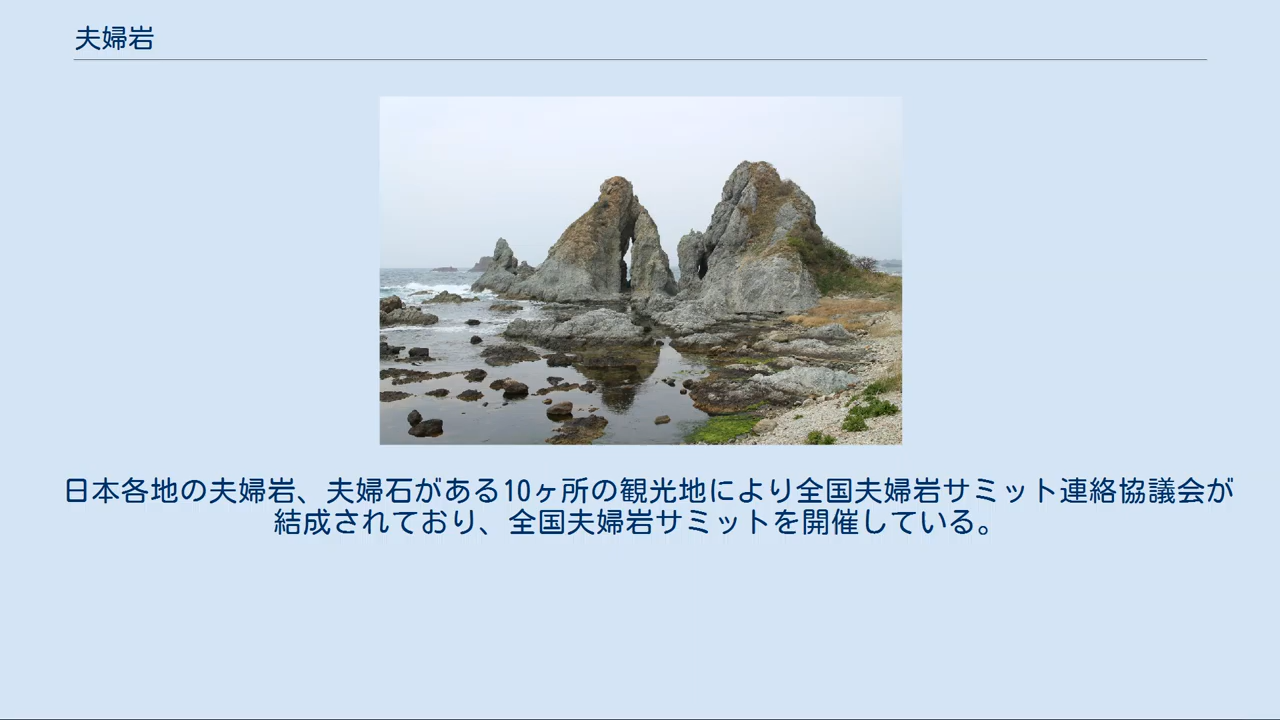 夫婦岩
日本各地の夫婦岩、夫婦石がある10ヶ所の観光地により全国夫婦岩サミット連絡協議会が
結成されており、全国夫婦岩サミットを開催している。